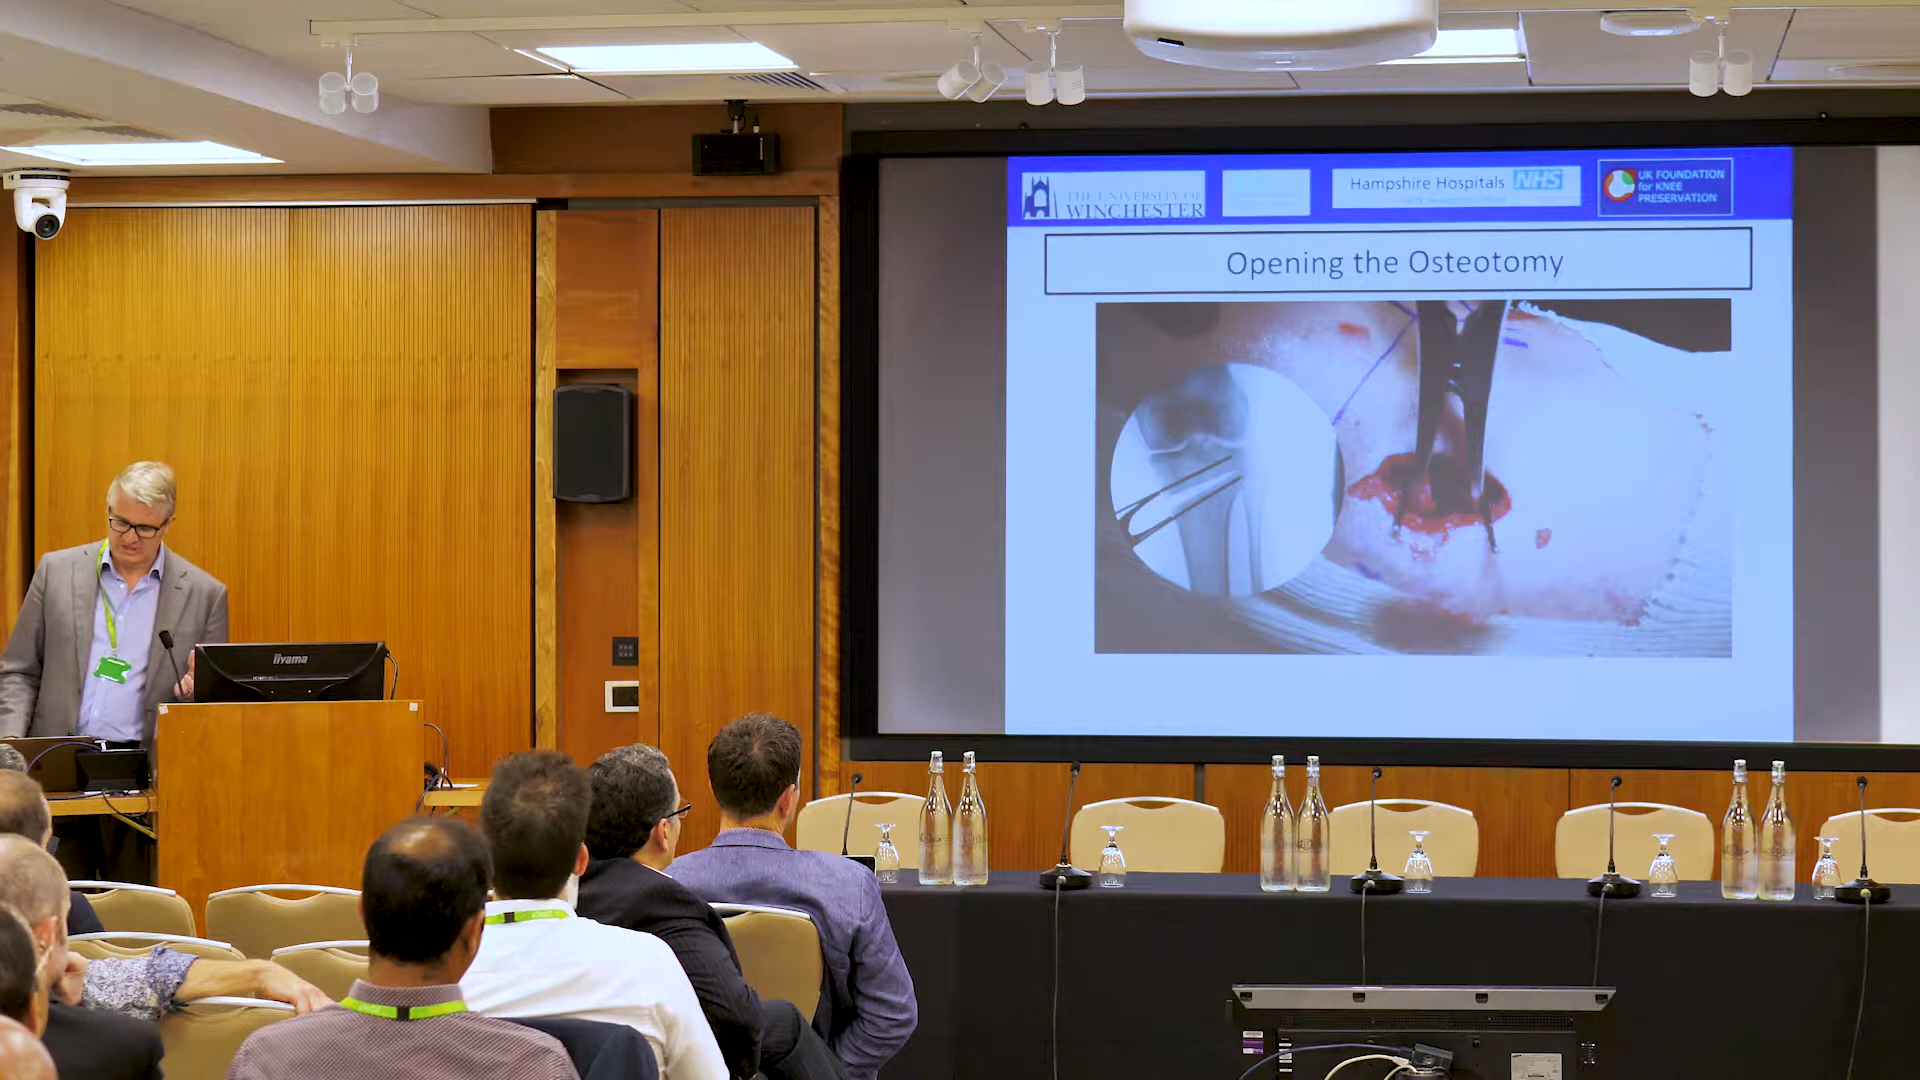 THE UNIVERSITY OF
WINCHESTER
Hampshire Hospitals NHS
UK FOUNDATION
for KNEE
PRESERVATION
Opening the Osteotomy
iiyama